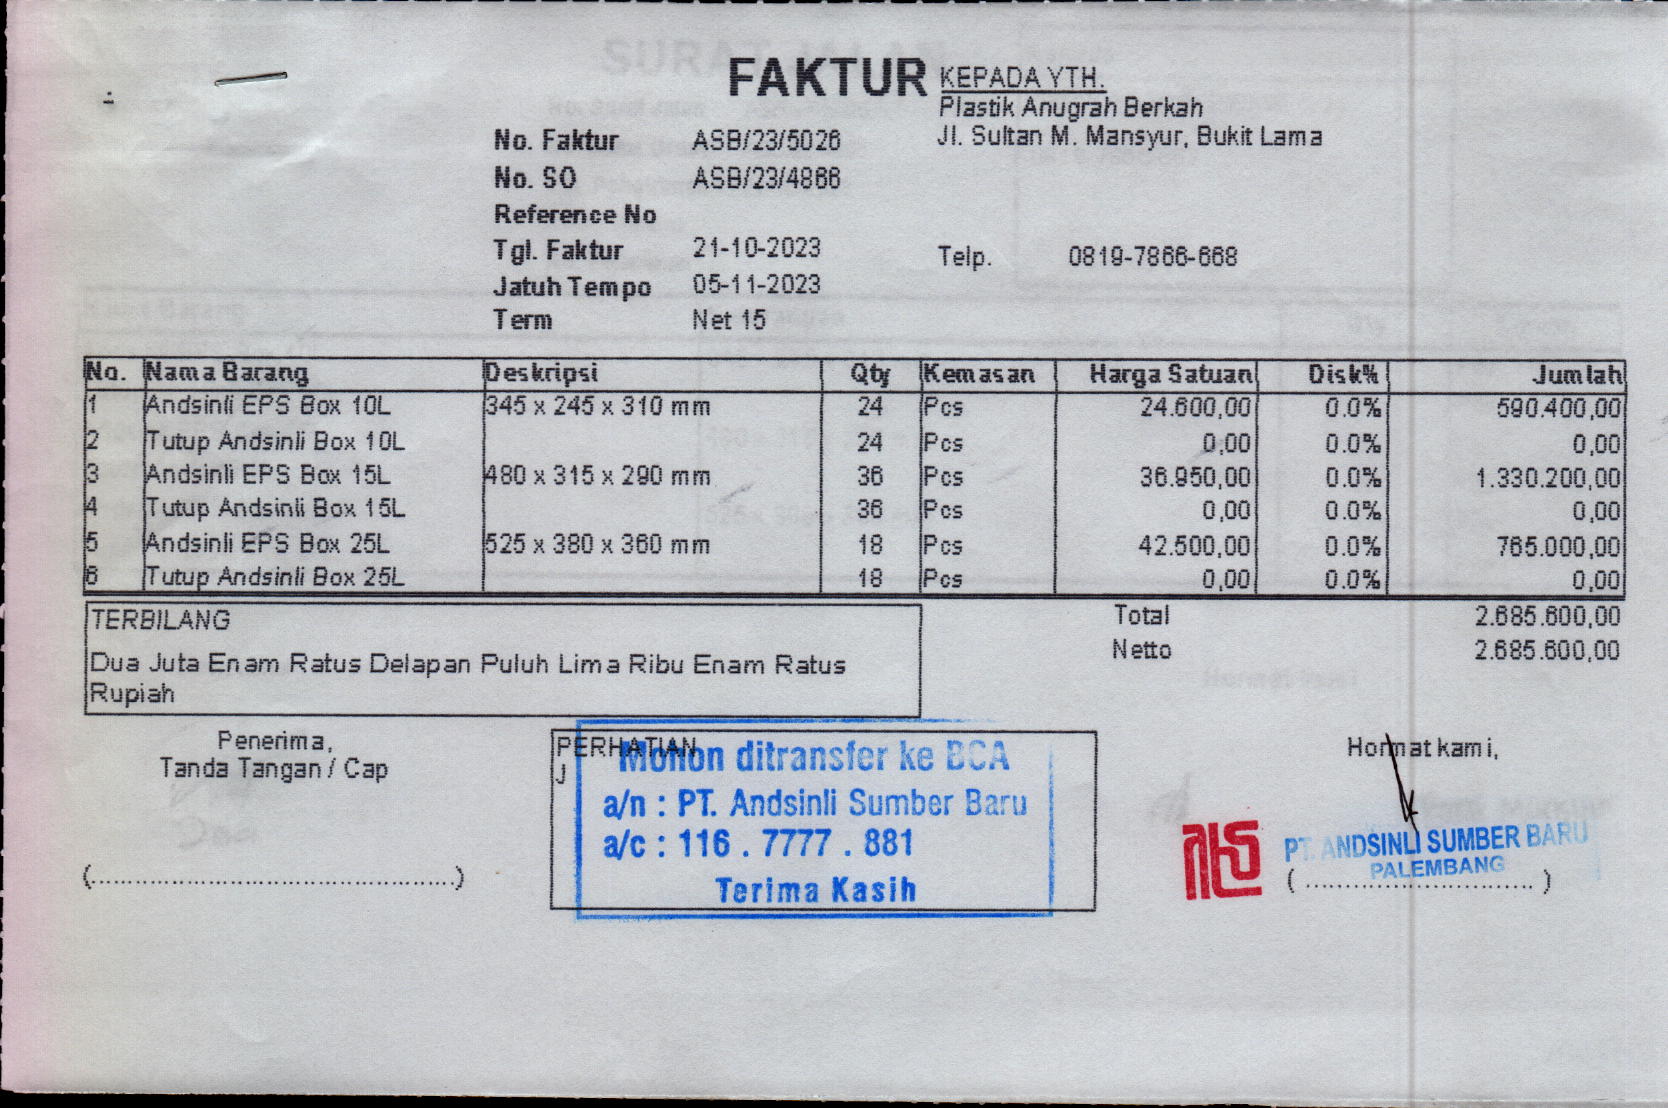 FAKTUR
KEPADA YTH.
Plastik Anugrah Berkah
Jl. Sultan M. Mansyur, Bukit Lama
No. Faktur ASB/23/5026
No. SO ASB/23/4866
Reference No
Tgl. Faktur 21-10-2023
Telp. 0819-7866-668
Jatuh Tempo 05-11-2023
Term Net 15
No. Nama Barang Deskripsi Qty Kemasan Harga Satuan Disk% Jumlah
1 Andsinli EPS Box 10L 345 x 245 x 310 mm 24 Pcs 24.600,00 0.0% 590.400,00
2 Tutup Andsinli Box 10L 24 Pcs 0,00 0.0% 0,00
3 Andsinli EPS Box 15L 480 x 315 x 290 mm 36 Pcs 36.950,00 0.0% 1.330.200,00
4 Tutup Andsinli Box 15L 36 Pcs 0,00 0.0% 0,00
5 Andsinli EPS Box 25L 525 x 380 x 360 mm 18 Pcs 42.500,00 0.0% 765.000,00
6 Tutup Andsinli Box 25L 18 Pcs 0,00 0.0% 0,00
Total 2.685.600,00
Netto 2.685.600,00
TERBILANG
Dua Juta Enam Ratus Delapan Puluh Lima Ribu Enam Ratus
Rupiah
Penerima,
Tanda Tangan / Cap
PERHATIAN
J
Mohon ditransfer ke BCA
a/n : PT. Andsinli Sumber Baru
a/c : 116 . 7777 . 881
Terima Kasih
Hormat kami,
PT. ANDSINLI SUMBER BARU
PALEMBANG